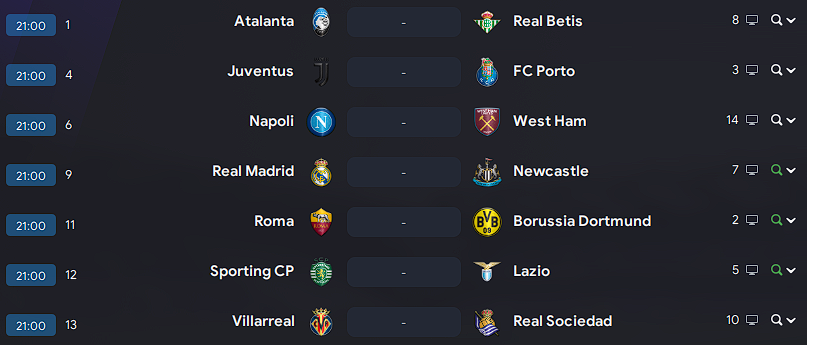 21:00 1 Atalanta - Real Betis 8
21:00 4 Juventus - FC Porto 3
21:00 6 Napoli - West Ham 14
21:00 9 Real Madrid - Newcastle 7
21:00 11 Roma - Borussia Dortmund 2
21:00 12 Sporting CP - Lazio 5
21:00 13 Villarreal - Real Sociedad 10